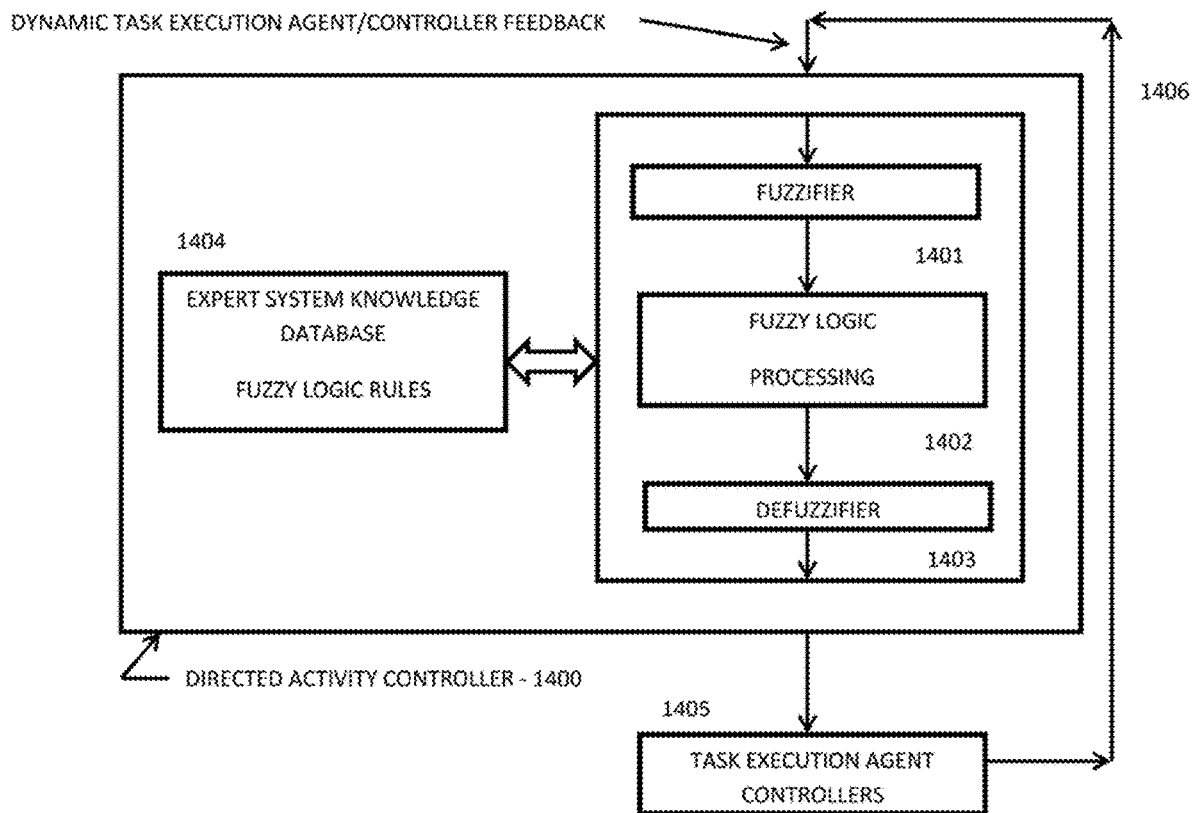 DYNAMIC TASK EXECUTION AGENT/CONTROLLER FEEDBACK
1406
FUZZIFIER
1404
1401
EXPERT SYSTEM KNOWLEDGE
DATABASE
FUZZY LOGIC RULES
FUZZY LOGIC
PROCESSING
1402
DEFUZZIFIER
1403
DIRECTED ACTIVITY CONTROLLER - 1400
1405
TASK EXECUTION AGENT
CONTROLLERS